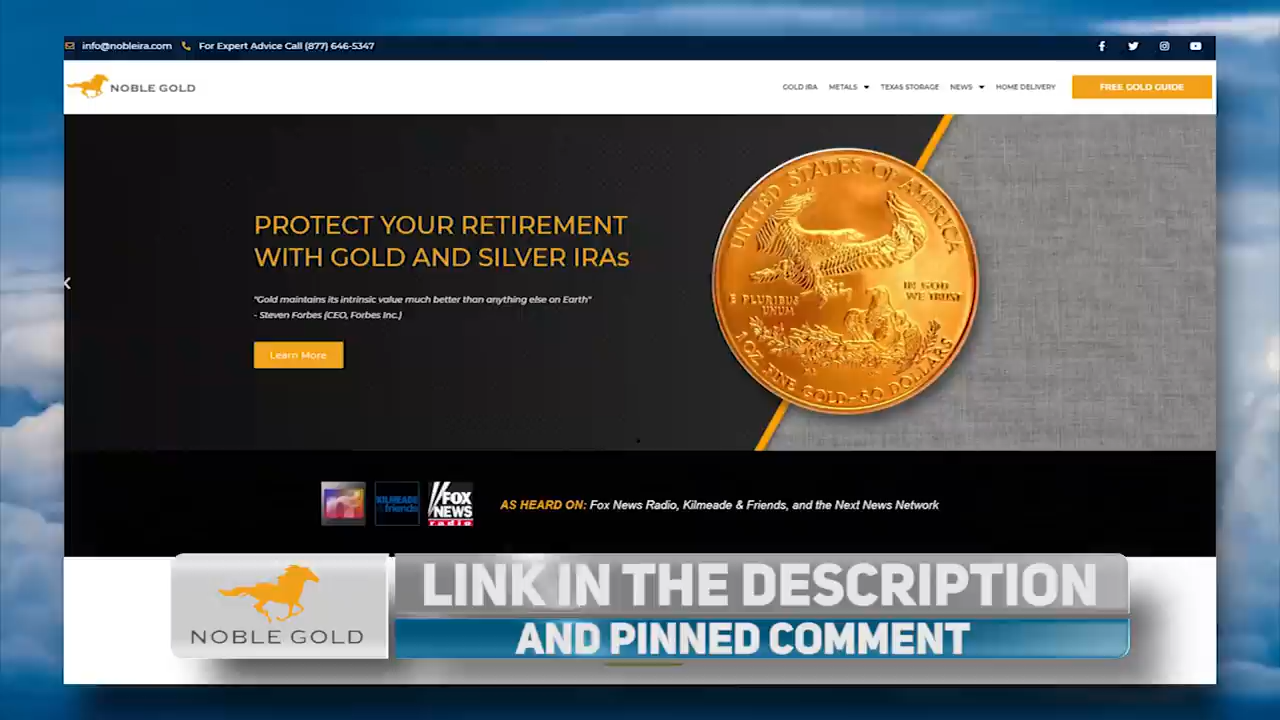 info@nobleira.com For Expert Advice Call (877) 646-5347
NOBLE GOLD
GOLD IRA METALS TEXAS STORAGE NEWS HOME DELIVERY FREE GOLD GUIDE
PROTECT YOUR RETIREMENT
WITH GOLD AND SILVER IRAs
"Gold maintains its intrinsic value much better than anything else on Earth"
- Steven Forbes (CEO, Forbes Inc.)
Learn More
UNITED STATES OF AMERICA
IN GOD
WE TRUST
E PLURIBUS
UNUM
1 OZ. FINE GOLD-50 DOLLARS
KILMEADE
& friends
FOX
NEWS
radio
AS HEARD ON: Fox News Radio, Kilmeade & Friends, and the Next News Network
NOBLE GOLD
LINK IN THE DESCRIPTION
AND PINNED COMMENT